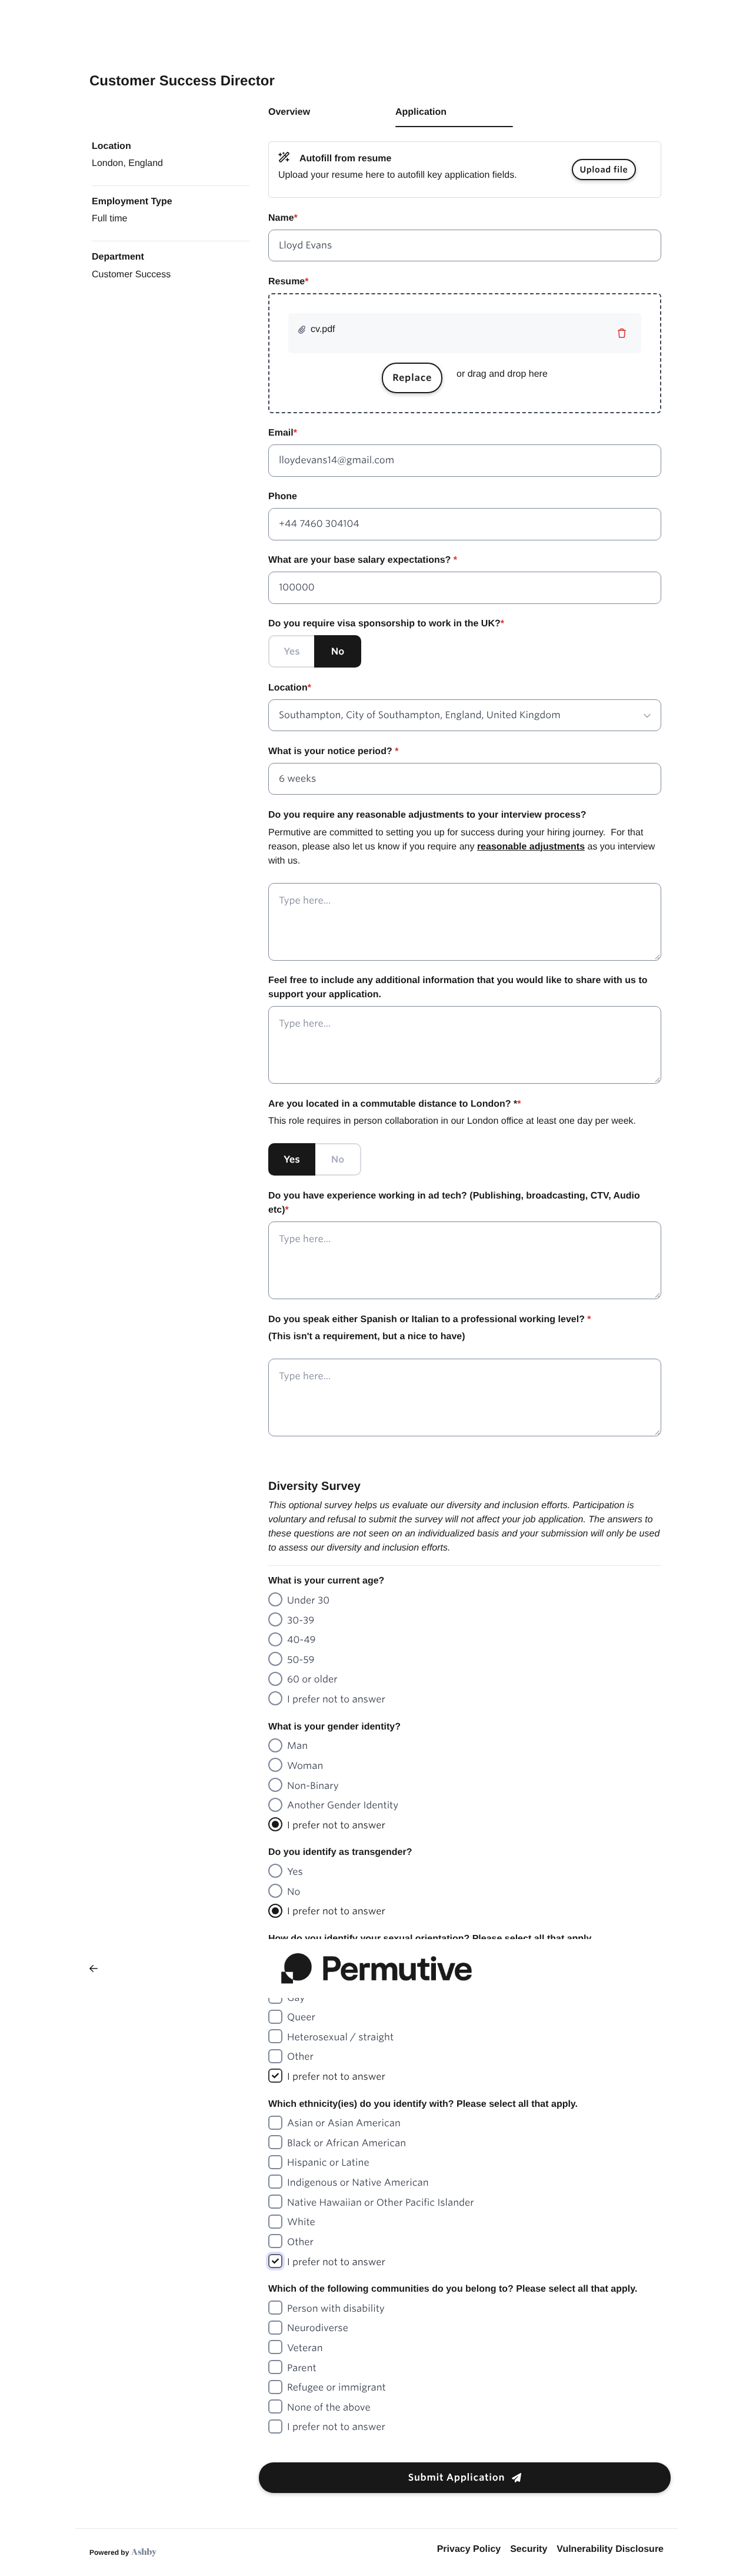 Customer Success Director
Overview
Application
Location
London, England
Employment Type
Full time
Department
Customer Success
Autofill from resume
Upload your resume here to autofill key application fields.
Upload file
Name*
Lloyd Evans
Resume*
cv.pdf
Replace
or drag and drop here
Email*
lloydevans14@gmail.com
Phone
+44 7460 304104
What are your base salary expectations? *
100000
Do you require visa sponsorship to work in the UK?*
Yes
No
Location*
Southampton, City of Southampton, England, United Kingdom
What is your notice period? *
6 weeks
Do you require any reasonable adjustments to your interview process?
Permutive are committed to setting you up for success during your hiring journey.  For that
reason, please also let us know if you require any reasonable adjustments as you interview
with us.
Type here...
Feel free to include any additional information that you would like to share with us to
support your application.
Type here...
Are you located in a commutable distance to London? **
This role requires in person collaboration in our London office at least one day per week.
Yes
No
Do you have experience working in ad tech? (Publishing, broadcasting, CTV, Audio
etc)*
Type here...
Do you speak either Spanish or Italian to a professional working level? *
(This isn't a requirement, but a nice to have)
Type here...
Diversity Survey
This optional survey helps us evaluate our diversity and inclusion efforts. Participation is
voluntary and refusal to submit the survey will not affect your job application. The answers to
these questions are not seen on an individualized basis and your submission will only be used
to assess our diversity and inclusion efforts.
What is your current age?
Under 30
30-39
40-49
50-59
60 or older
I prefer not to answer
What is your gender identity?
Man
Woman
Non-Binary
Another Gender Identity
I prefer not to answer
Do you identify as transgender?
Yes
No
I prefer not to answer
How do you identify your sexual orientation? Please select all that apply.
Permutive
Gay
Queer
Heterosexual / straight
Other
I prefer not to answer
Which ethnicity(ies) do you identify with? Please select all that apply.
Asian or Asian American
Black or African American
Hispanic or Latine
Indigenous or Native American
Native Hawaiian or Other Pacific Islander
White
Other
I prefer not to answer
Which of the following communities do you belong to? Please select all that apply.
Person with disability
Neurodiverse
Veteran
Parent
Refugee or immigrant
None of the above
I prefer not to answer
Submit Application
Powered by Ashby
Privacy Policy
Security
Vulnerability Disclosure